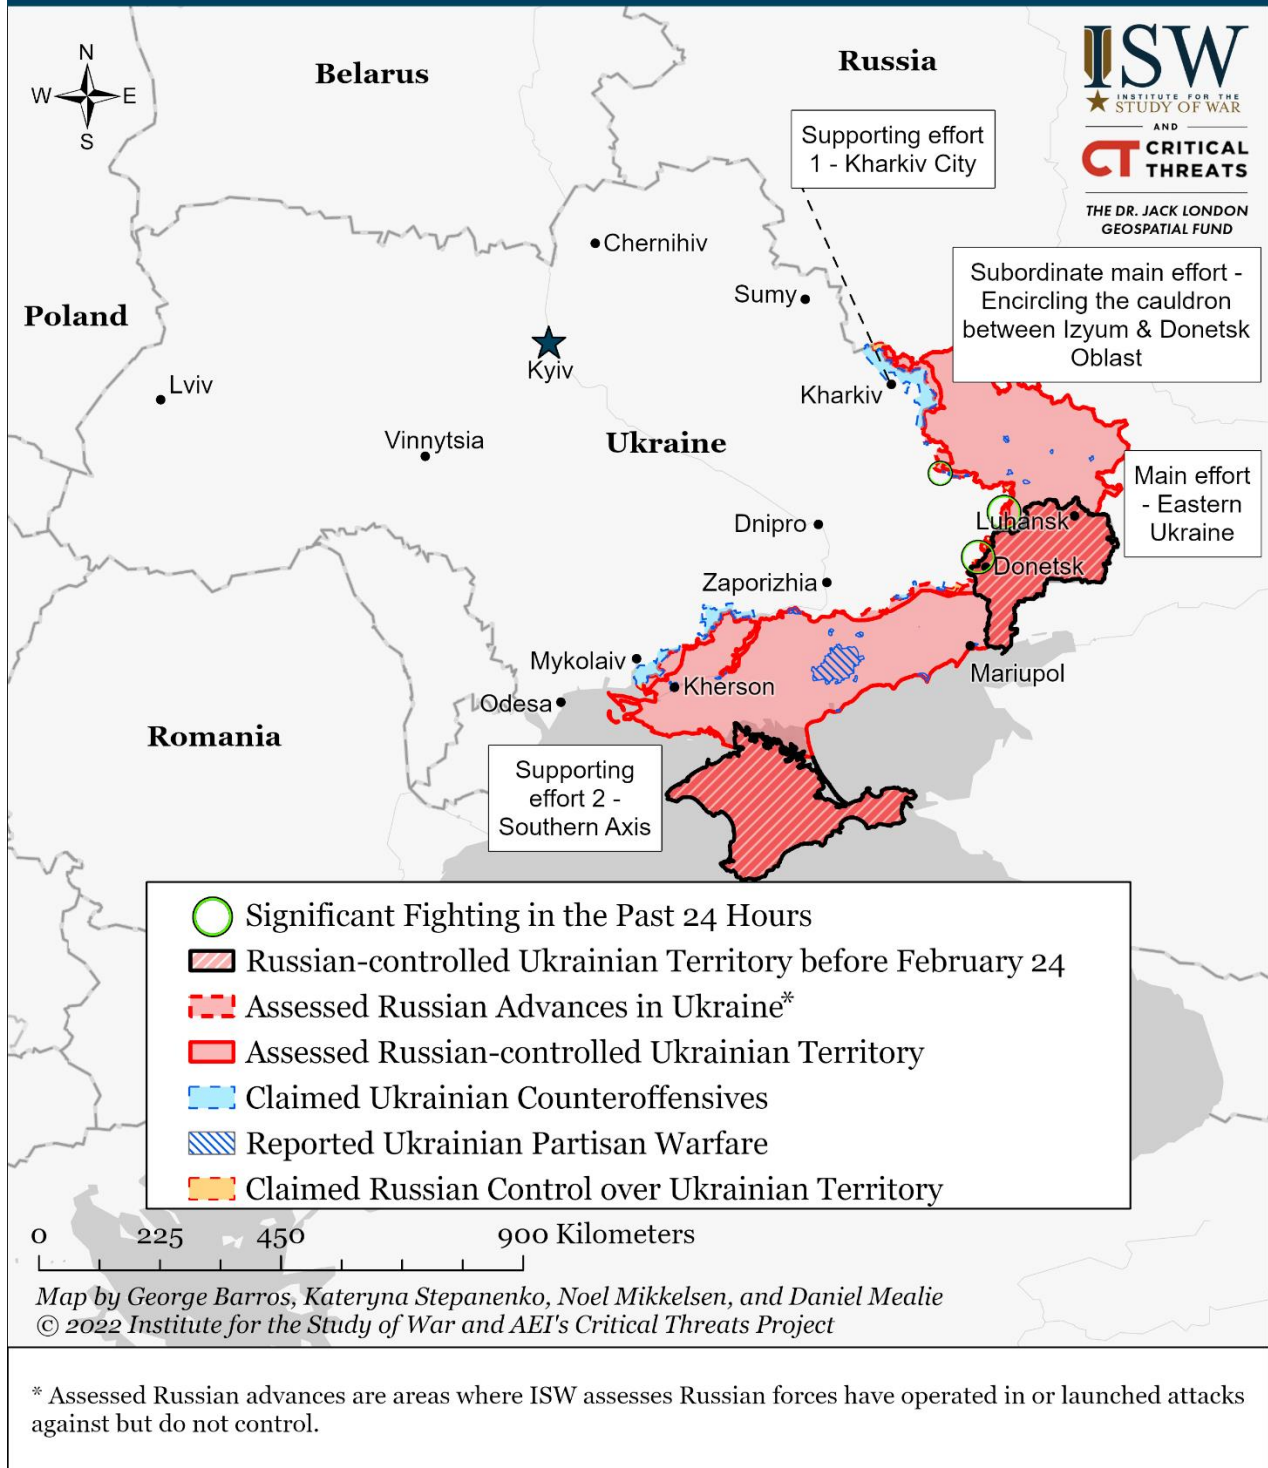 N
W
E
S
Belarus
Russia
ISW
INSTITUTE FOR THE
STUDY OF WAR
AND
CT CRITICAL
THREATS
THE DR. JACK LONDON
GEOSPATIAL FUND
Supporting effort
1 - Kharkiv City
Chernihiv
Subordinate main effort -
Encircling the cauldron
between Izyum & Donetsk
Oblast
Sumy
Poland
Kyiv
Lviv
Kharkiv
Vinnytsia
Ukraine
Main effort
- Eastern
Ukraine
Dnipro
Luhansk
Donetsk
Zaporizhia
Mykolaiv
Mariupol
Kherson
Odesa
Romania
Supporting
effort 2 -
Southern Axis
Significant Fighting in the Past 24 Hours
Russian-controlled Ukrainian Territory before February 24
Assessed Russian Advances in Ukraine*
Assessed Russian-controlled Ukrainian Territory
Claimed Ukrainian Counteroffensives
Reported Ukrainian Partisan Warfare
Claimed Russian Control over Ukrainian Territory
0 225 450 900 Kilometers
Map by George Barros, Kateryna Stepanenko, Noel Mikkelsen, and Daniel Mealie
© 2022 Institute for the Study of War and AEI's Critical Threats Project
* Assessed Russian advances are areas where ISW assesses Russian forces have operated in or launched attacks
against but do not control.